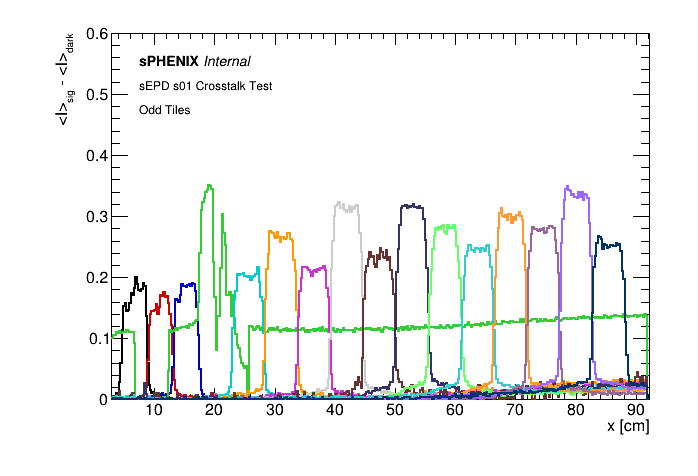 sPHENIX Internal
sEPD s01 Crosstalk Test
Odd Tiles
<I>sig - <I>dark
0.6
0.5
0.4
0.3
0.2
0.1
0
10 20 30 40 50 60 70 80 90
x [cm]